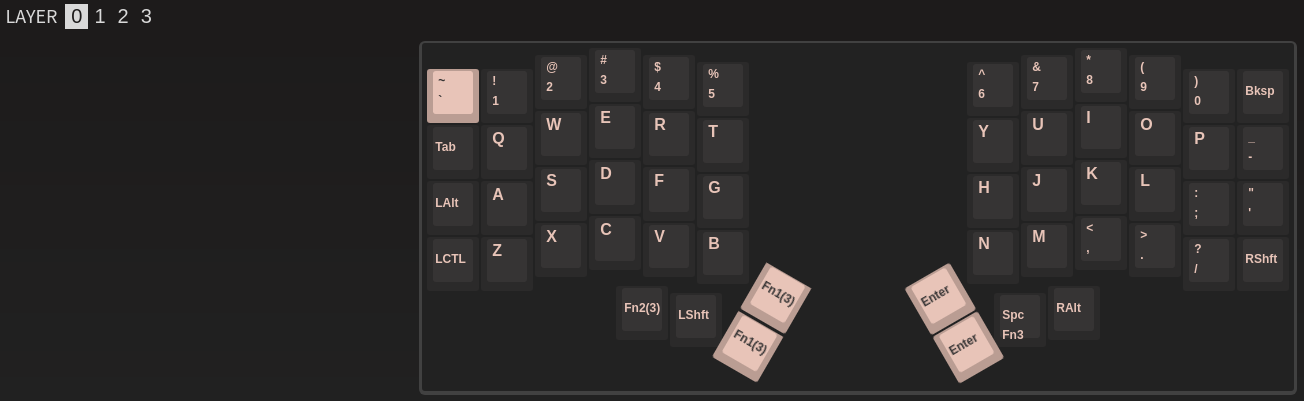 LAYER 0 1 2 3
~ ` ! 1 @ 2 # 3 $ 4 % 5 ^ 6 & 7 * 8 ( 9 ) 0 Bksp
Tab Q W E R T Y U I O P _ -
LAlt A S D F G H J K L : ; " '
LCTL Z X C V B N M < , > . ? / RShft
Fn2(3) LShft Fn1(3) Enter Spc Fn3 RAlt
Fn1(3) Enter